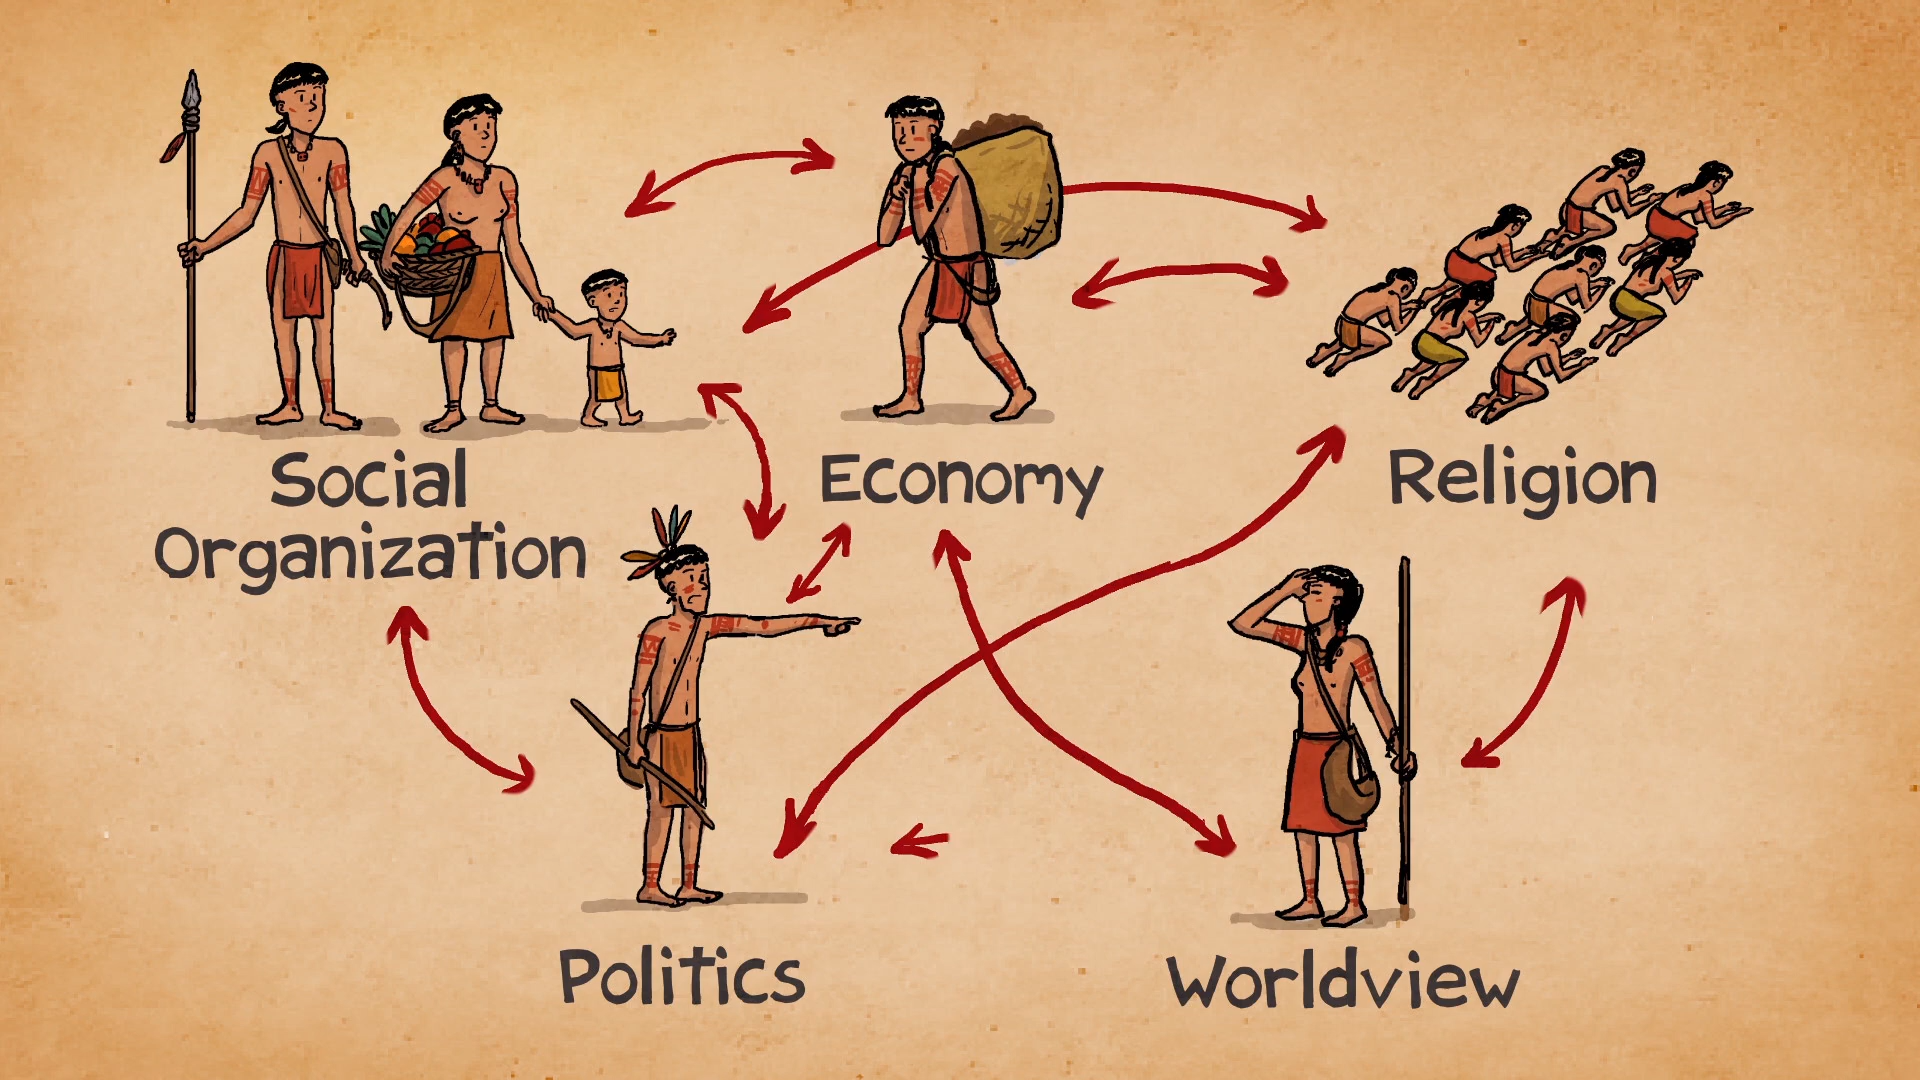 Social
Organization
Economy
Religion
Politics
Worldview